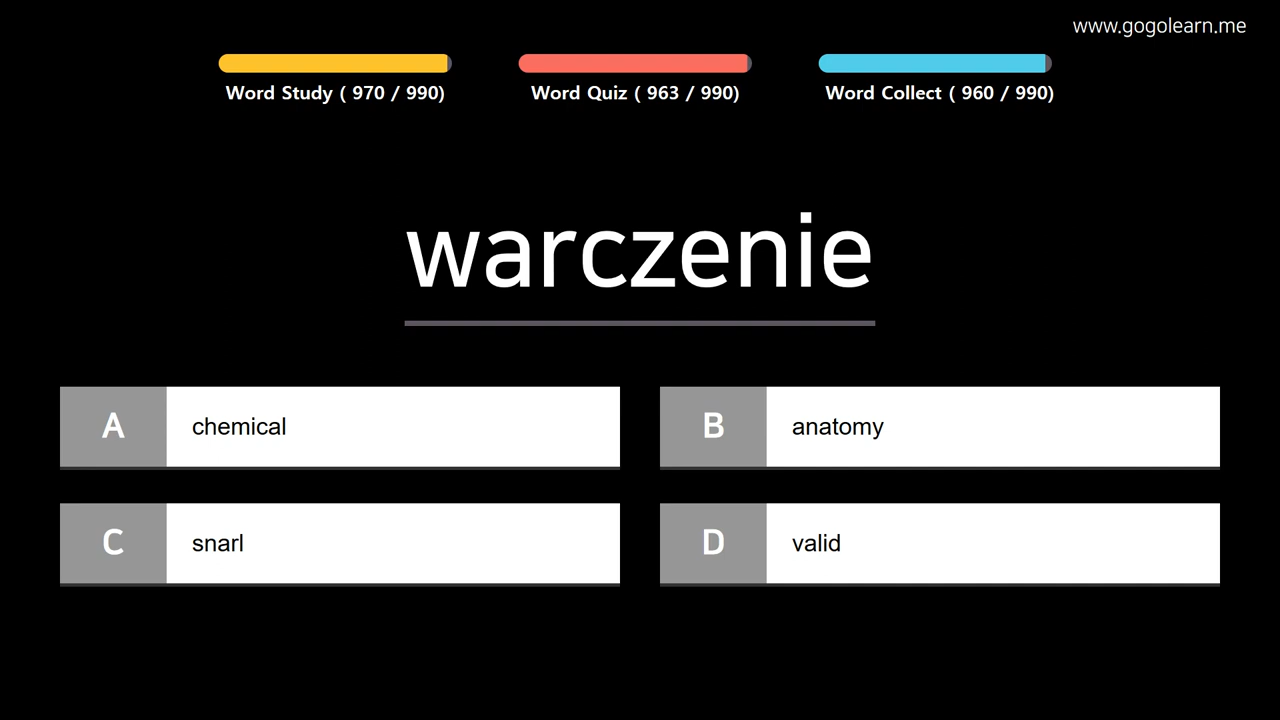 www.gogolearn.me
Word Study ( 970 / 990)
Word Quiz ( 963 / 990)
Word Collect ( 960 / 990)
warczenie
A chemical
B anatomy
C snarl
D valid